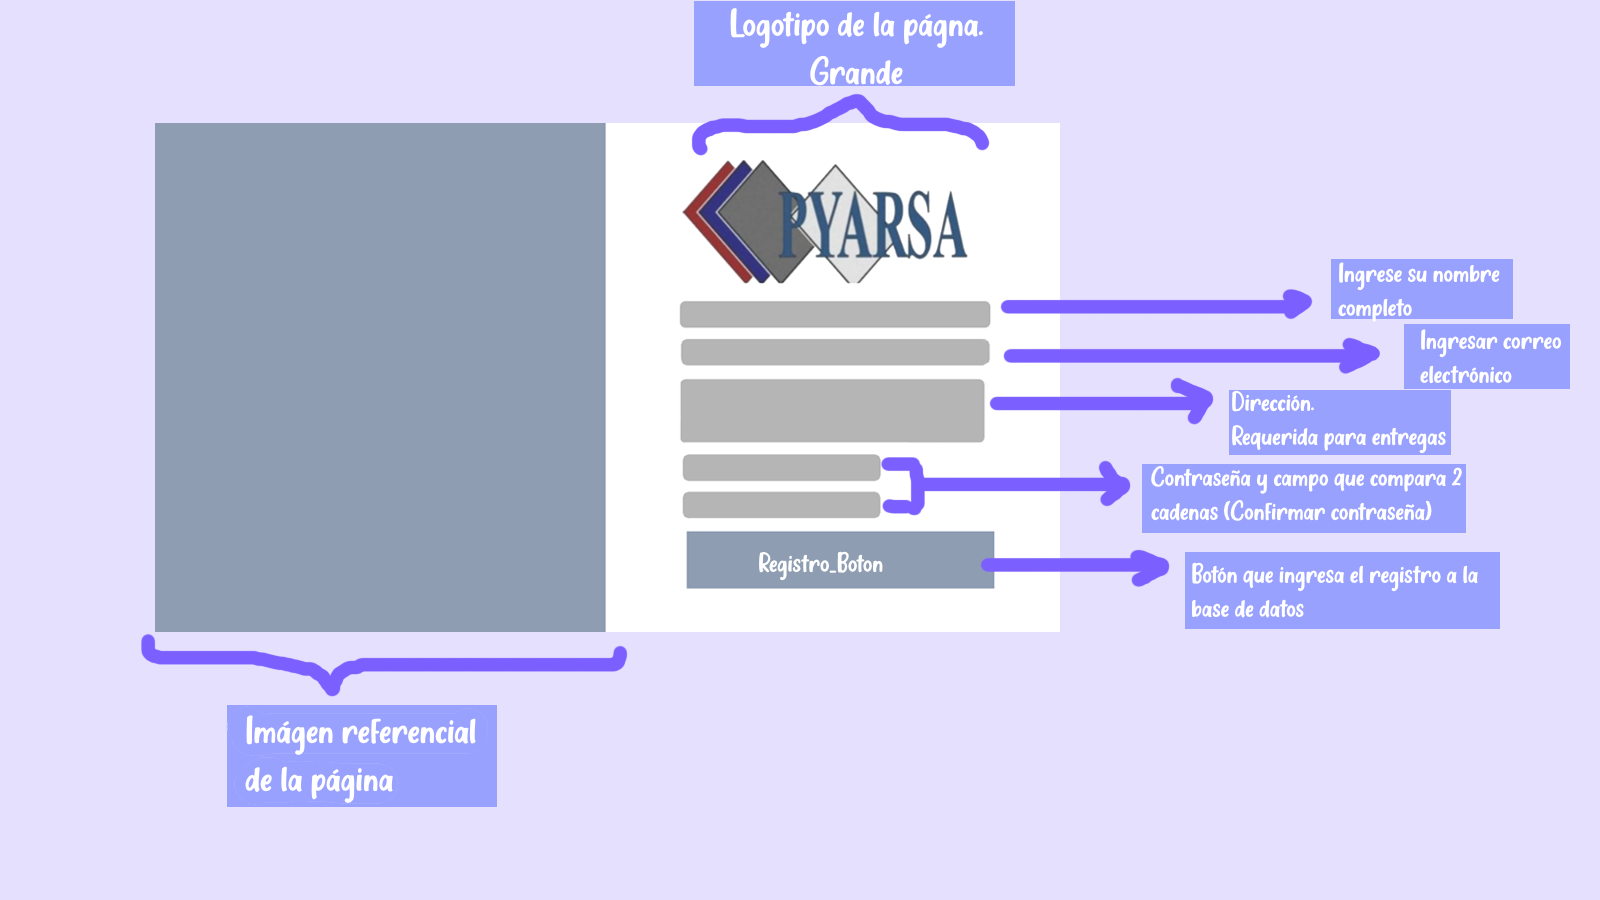 Logotipo de la págna.
Grande
PYARSA
Ingrese su nombre
completo
Ingresar correo
electrónico
Dirección.
Requerida para entregas
Contraseña y campo que compara 2
cadenas (Confirmar contraseña)
Registro_Boton
Botón que ingresa el registro a la
base de datos
Imágen referencial
de la página